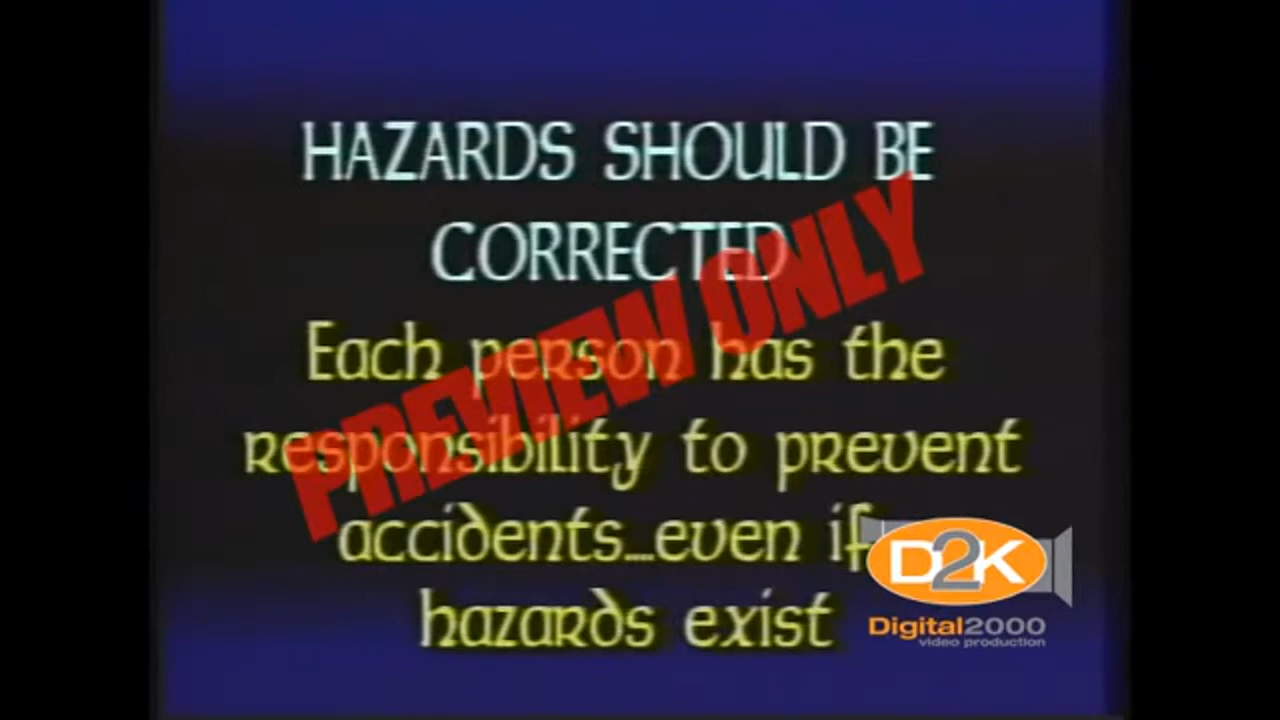 HAZARDS SHOULD BE
CORRECTED
Each person has the
responsibility to prevent
accidents....even if
hazards exist
PREVIEW ONLY
D2K
Digital2000
video production